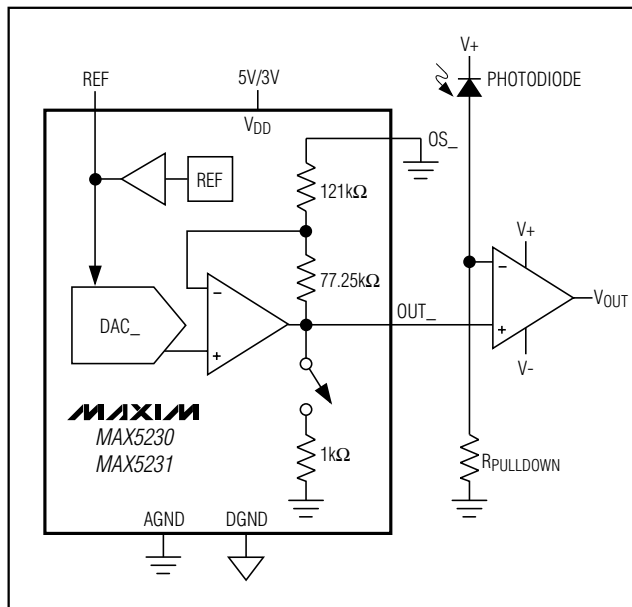 REF
5V/3V
V+
PHOTODIODE
VDD
OS_
REF
121kΩ
77.25kΩ
V+
−
−
DAC_
+
OUT_
+
VOUT
V-
MAXIM
MAX5230
MAX5231
1kΩ
RPULLDOWN
AGND
DGND